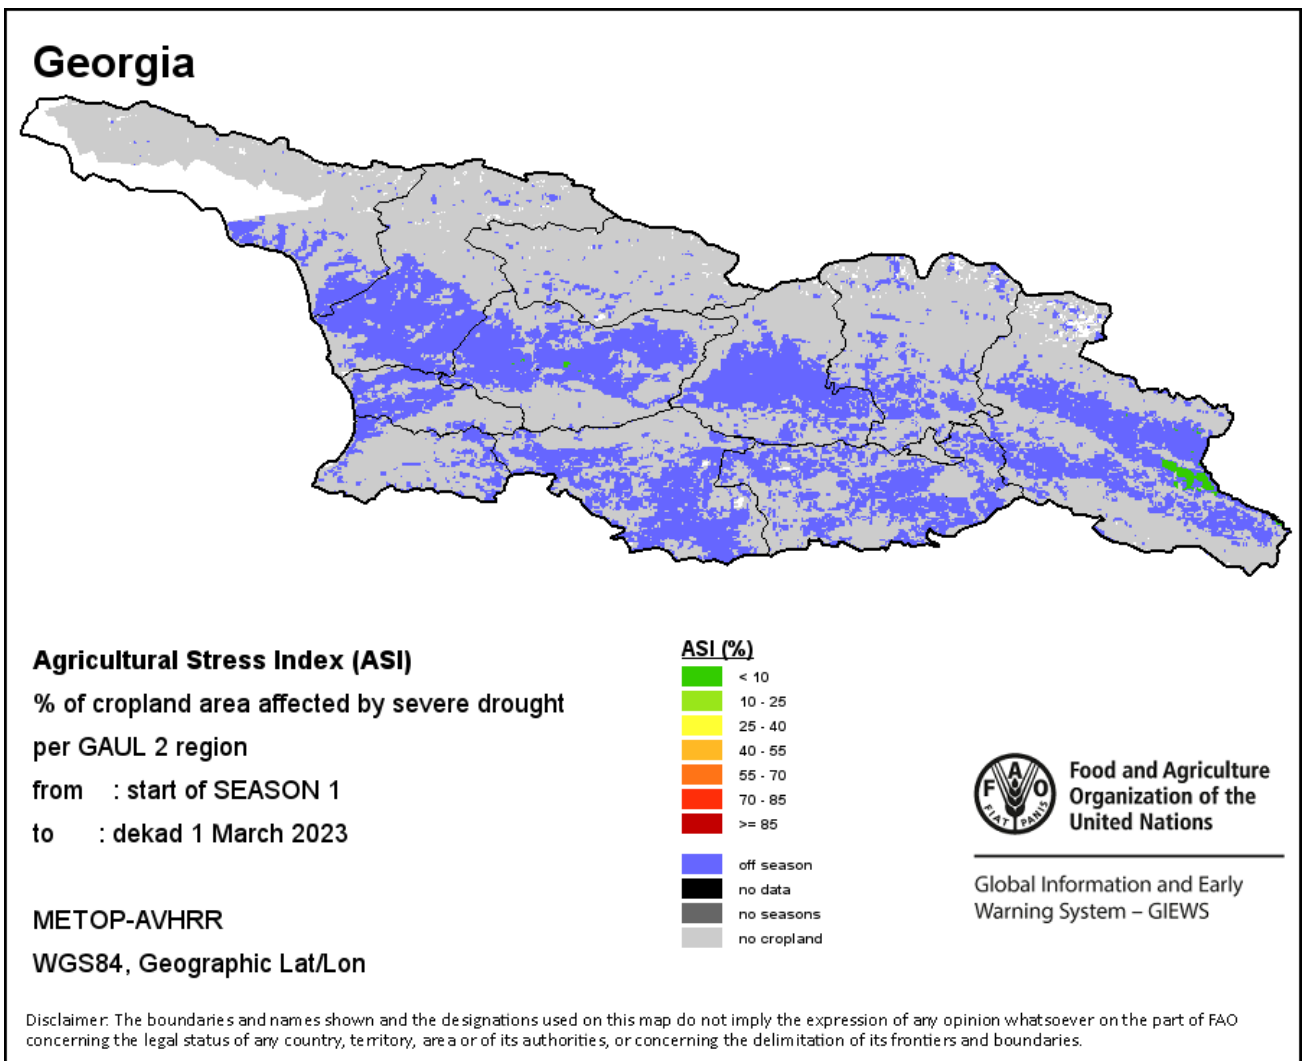 Georgia
Agricultural Stress Index (ASI)
% of cropland area affected by severe drought
per GAUL 2 region
from : start of SEASON 1
to : dekad 1 March 2023
METOP-AVHRR
WGS84, Geographic Lat/Lon
ASI (%)
< 10
10 - 25
25 - 40
40 - 55
55 - 70
70 - 85
>= 85
off season
no data
no seasons
no cropland
F A O
FIAT PANIS
Food and Agriculture
Organization of the
United Nations
Global Information and Early
Warning System – GIEWS
Disclaimer: The boundaries and names shown and the designations used on this map do not imply the expression of any opinion whatsoever on the part of FAO
concerning the legal status of any country, territory, area or of its authorities, or concerning the delimitation of its frontiers and boundaries.